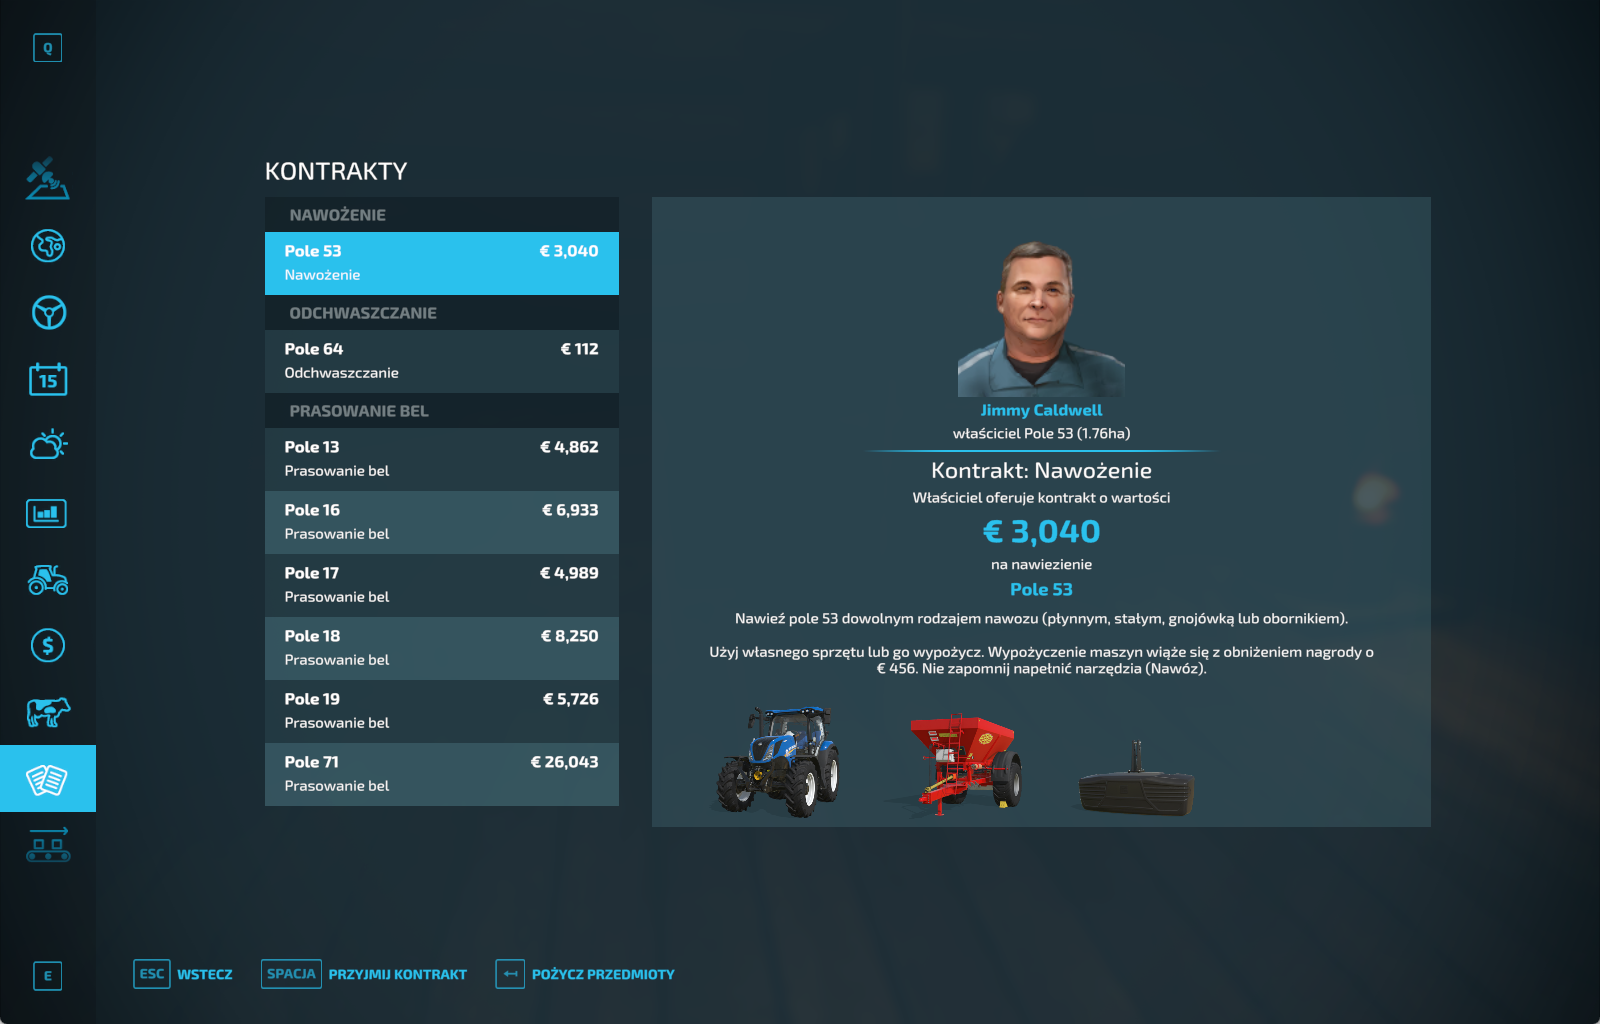 Q
KONTRAKTY
NAWOŻENIE
Pole 53 € 3,040
Nawożenie
ODCHWASZCZANIE
Pole 64 € 112
Odchwaszczanie
PRASOWANIE BEL
Pole 13 € 4,862
Prasowanie bel
Pole 16 € 6,933
Prasowanie bel
Pole 17 € 4,989
Prasowanie bel
Pole 18 € 8,250
Prasowanie bel
Pole 19 € 5,726
Prasowanie bel
Pole 71 € 26,043
Prasowanie bel
Jimmy Caldwell
właściciel Pole 53 (1.76ha)
Kontrakt: Nawożenie
Właściciel oferuje kontrakt o wartości
€ 3,040
na nawiezienie
Pole 53
Nawieź pole 53 dowolnym rodzajem nawozu (płynnym, stałym, gnojówką lub obornikiem).
Użyj własnego sprzętu lub go wypożycz. Wypożyczenie maszyn wiąże się z obniżeniem nagrody o
€ 456. Nie zapomnij napełnić narzędzia (Nawóz).
15
$
E
ESC WSTECZ
SPACJA PRZYJMIJ KONTRAKT
POŻYCZ PRZEDMIOTY